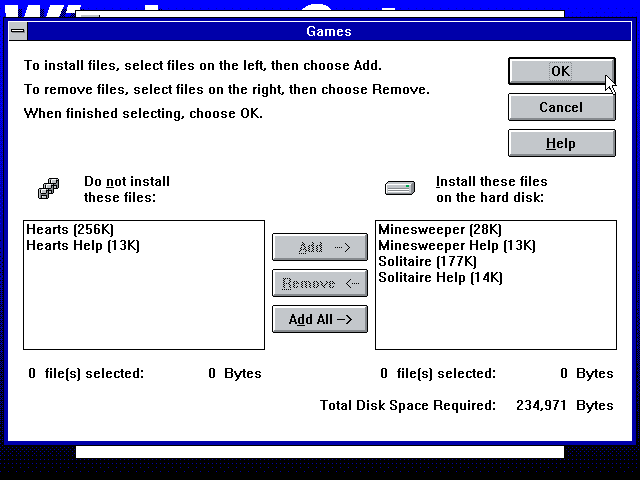 Games
To install files, select files on the left, then choose Add.
To remove files, select files on the right, then choose Remove.
When finished selecting, choose OK.
OK
Cancel
Help
Do not install
these files:
Install these files
on the hard disk:
Hearts (256K)
Hearts Help (13K)
Add -->
Remove <--
Add All -->
Minesweeper (28K)
Minesweeper Help (13K)
Solitaire (177K)
Solitaire Help (14K)
0 file(s) selected: 0 Bytes
0 file(s) selected: 0 Bytes
Total Disk Space Required: 234,971 Bytes